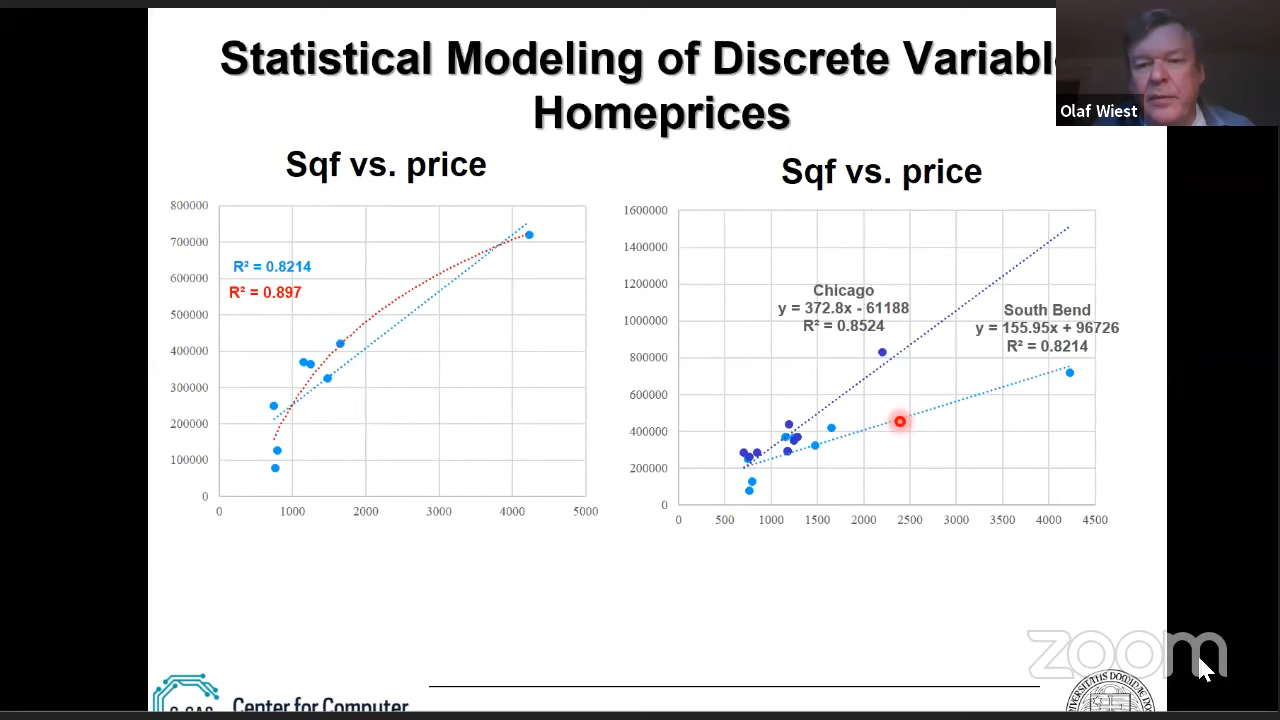 Statistical Modeling of Discrete Variabl
Homeprices
Olaf Wiest
Sqf vs. price
800000
700000
600000
500000
400000
300000
200000
100000
0
R² = 0.8214
R² = 0.897
0 1000 2000 3000 4000 5000
Sqf vs. price
1600000
1400000
1200000
1000000
800000
600000
400000
200000
0
Chicago
y = 372.8x - 61188
R² = 0.8524
South Bend
y = 155.95x + 96726
R² = 0.8214
0 500 1000 1500 2000 2500 3000 3500 4000 4500
zoom
Center for Computer